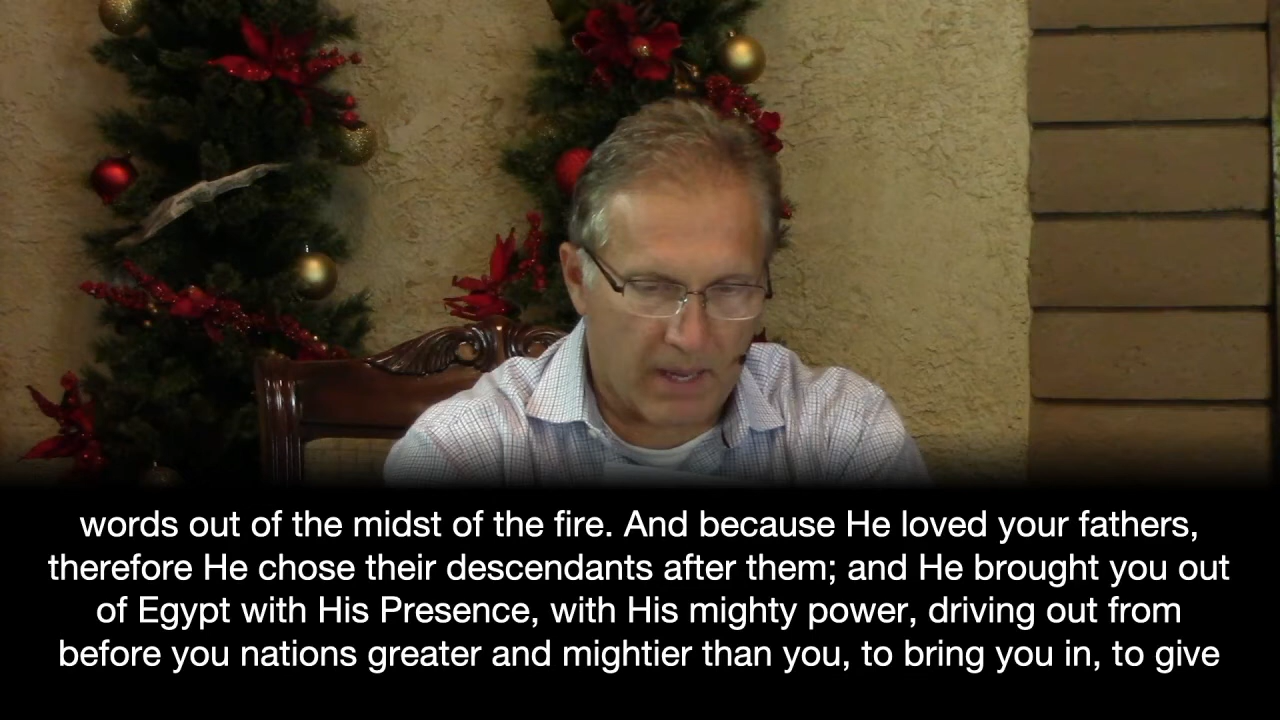 words out of the midst of the fire. And because He loved your fathers,
therefore He chose their descendants after them; and He brought you out
of Egypt with His Presence, with His mighty power, driving out from
before you nations greater and mightier than you, to bring you in, to give